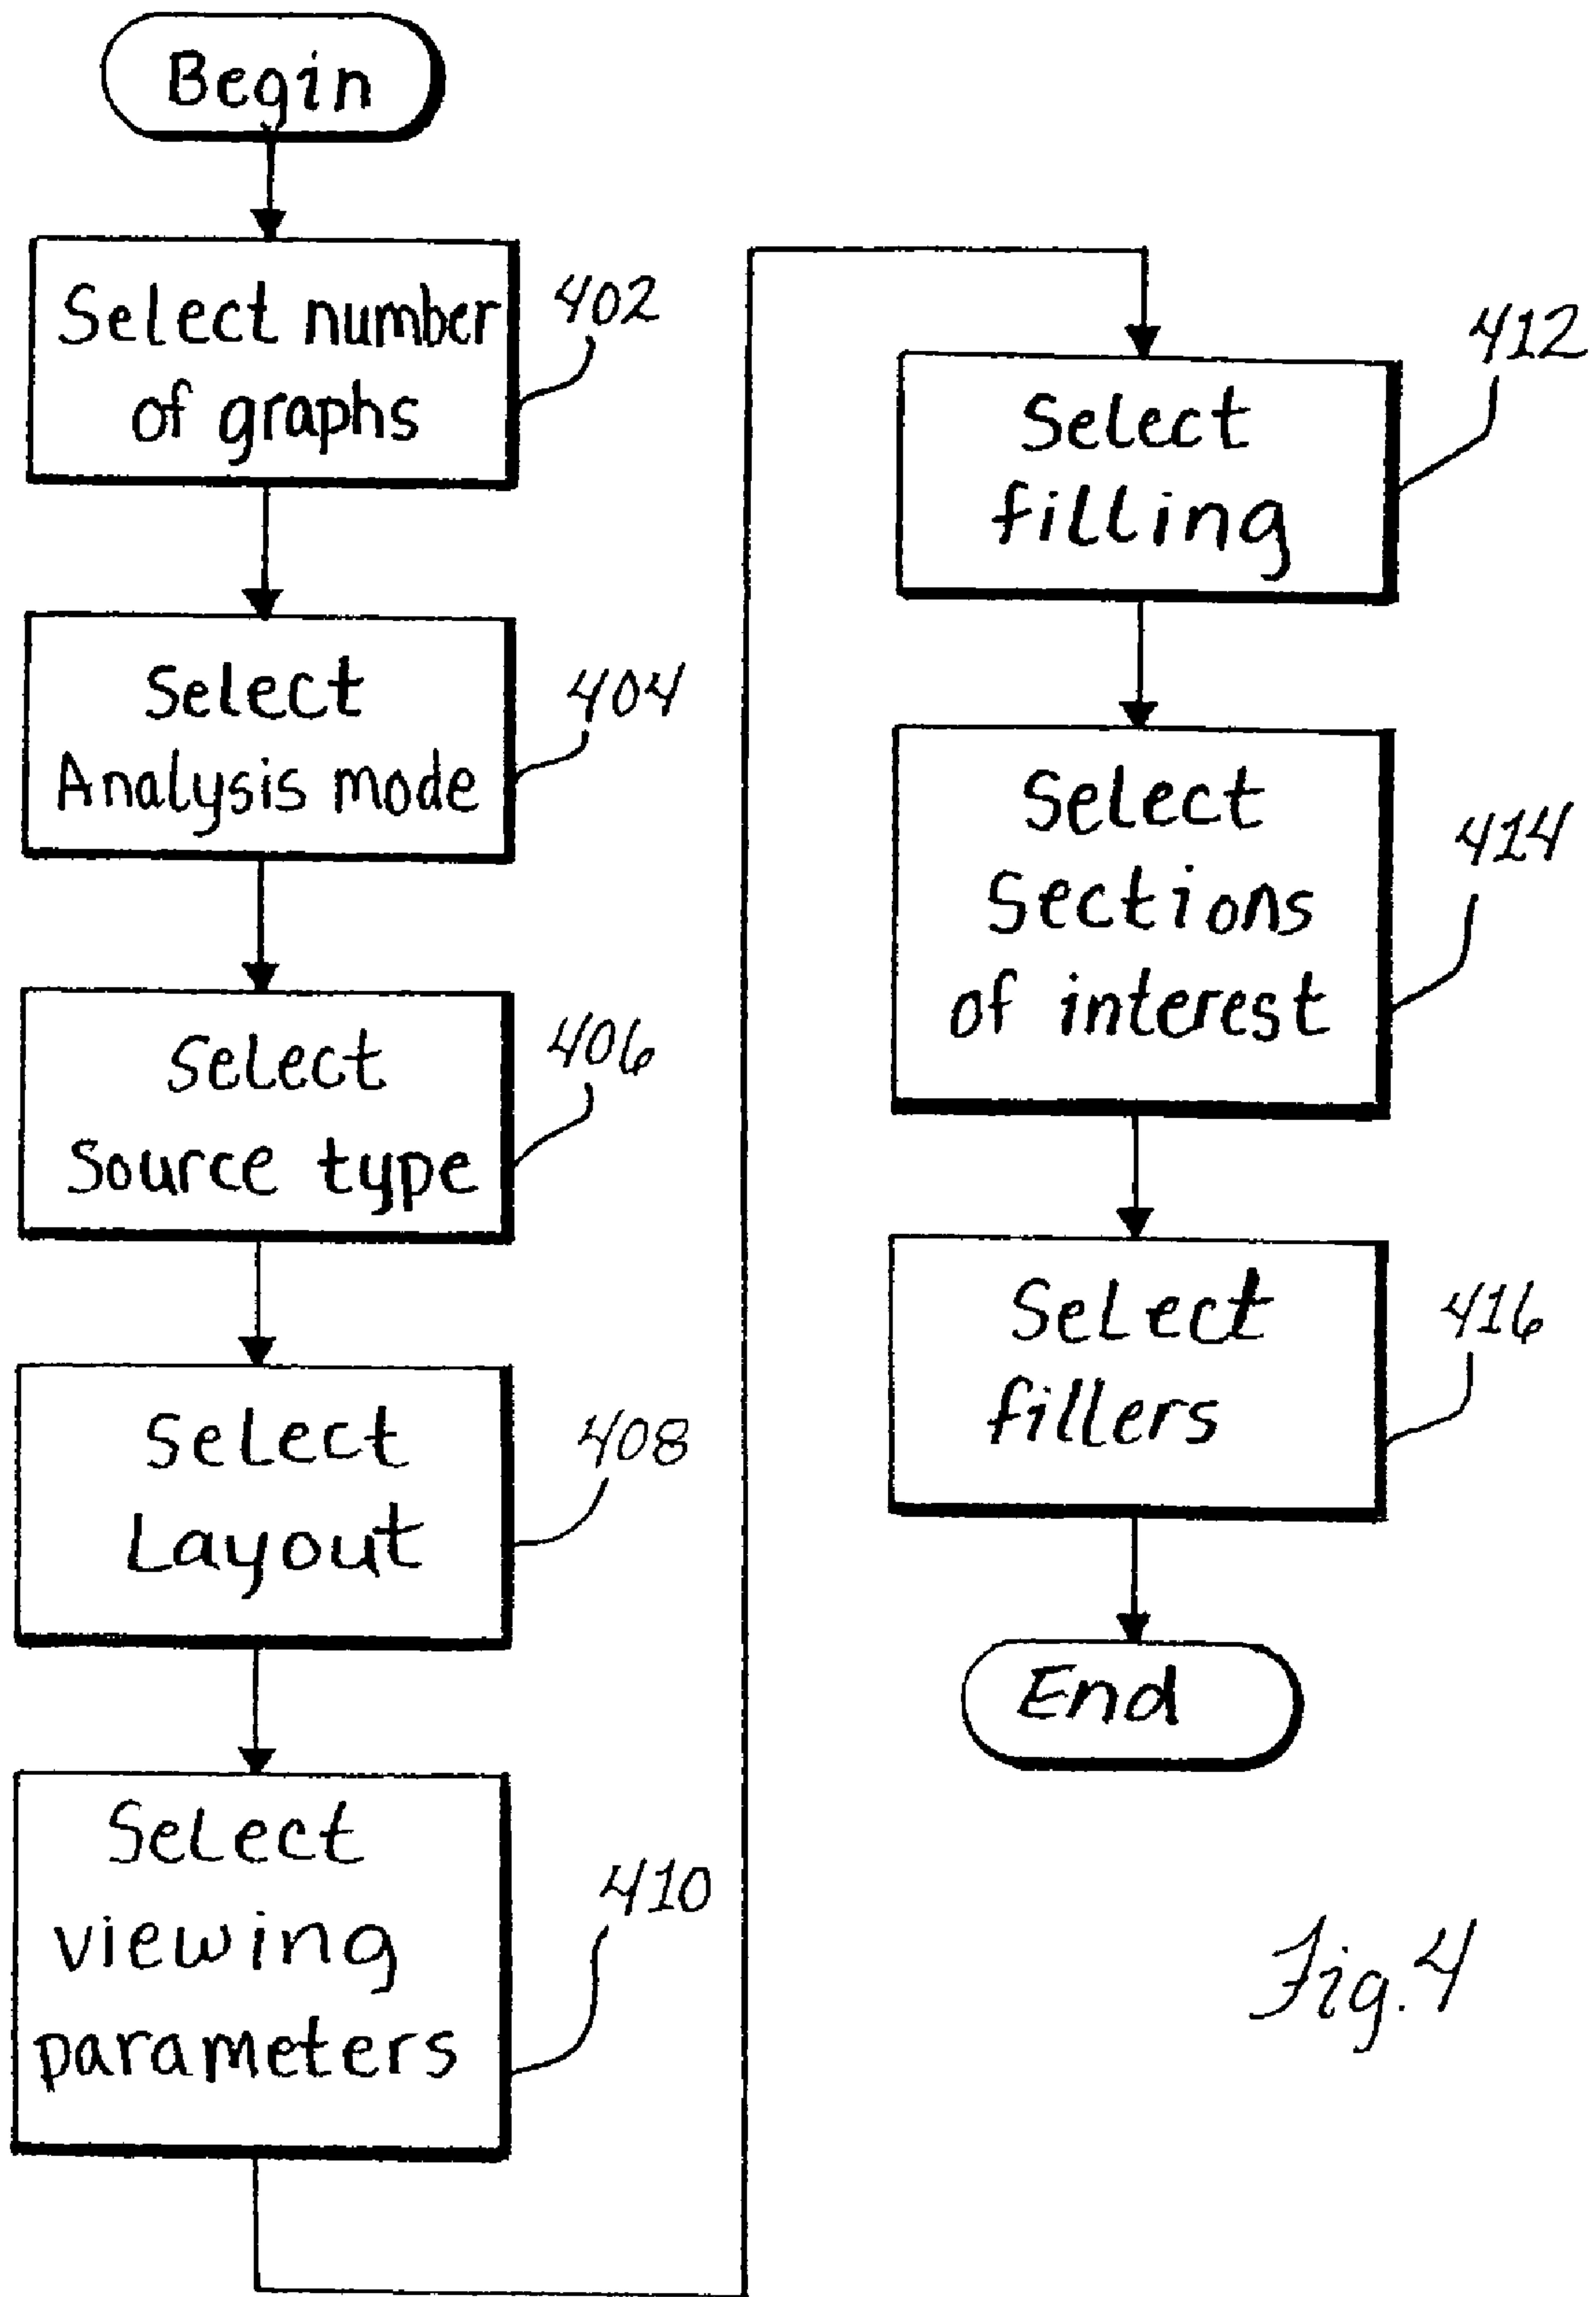 Begin
Select number
of graphs
402
Select
Analysis mode
404
Select
Source type
406
Select
Layout
408
Select
viewing
parameters
410
Select
filling
412
Select
Sections
of interest
414
Select
fillers
416
End
Fig. 4